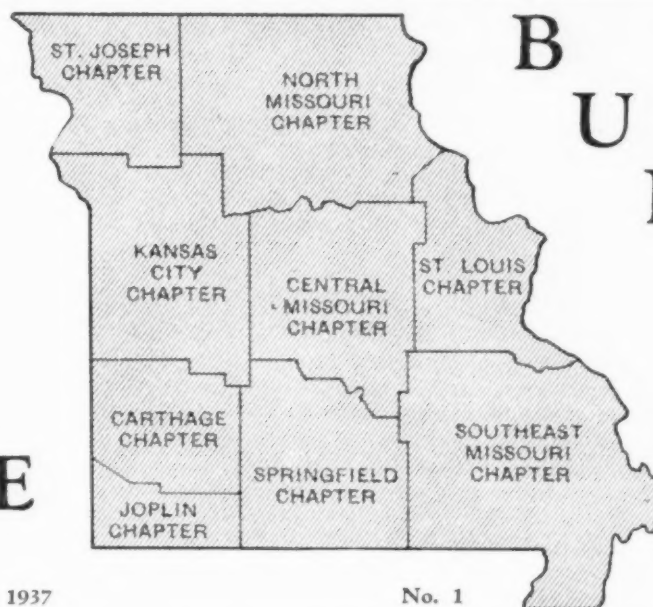 B
U
ST. JOSEPH
CHAPTER
NORTH
MISSOURI
CHAPTER
KANSAS
CITY
CHAPTER
CENTRAL
MISSOURI
CHAPTER
ST. LOUIS
CHAPTER
CARTHAGE
CHAPTER
JOPLIN
CHAPTER
SPRINGFIELD
CHAPTER
SOUTHEAST
MISSOURI
CHAPTER
E
1937 No. 1